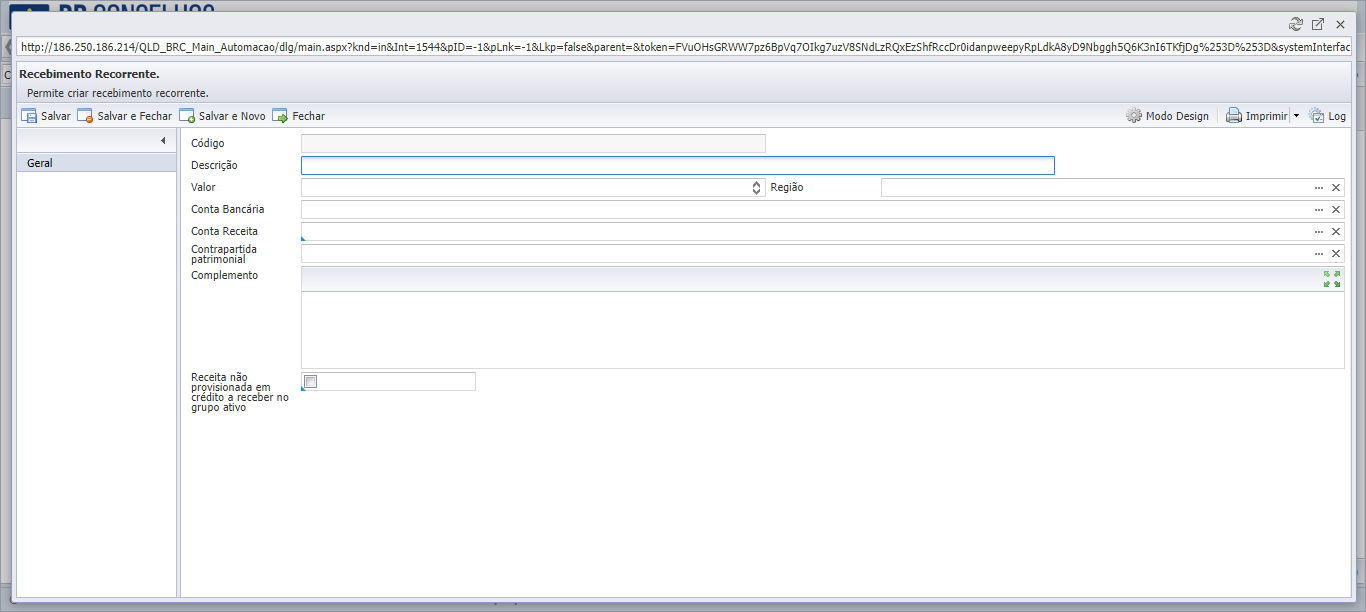 http://186.250.186.214/QLD_BRC_Main_Automacao/dlg/main.aspx?knd=in&Int=1544&pID=-1&pLnk=-1&Lkp=false&parent=&token=FVuOHsGRWW7pz6BpVq7OIkg7uzV8SNdLzRQxEzShfRccDr0idanpweepyRpLdkA8yD9Nbggh5Q6K3nI6TKfjDg%253D%253D&systemInterfac
Recebimento Recorrente.
Permite criar recebimento recorrente.
Salvar Salvar e Fechar Salvar e Novo Fechar Modo Design Imprimir Log
Geral
Código
Descrição
Valor Região
Conta Bancária
Conta Receita
Contrapartida
patrimonial
Complemento
Receita não
provisionada em
crédito a receber no
grupo ativo